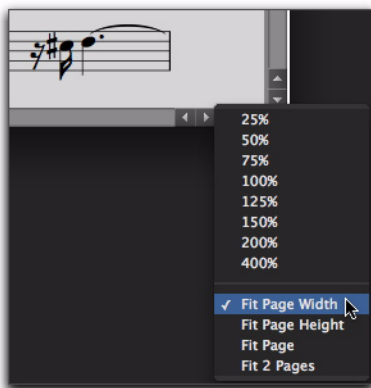 25%
50%
75%
100%
125%
150%
200%
400%
✓ Fit Page Width
Fit Page Height
Fit Page
Fit 2 Pages